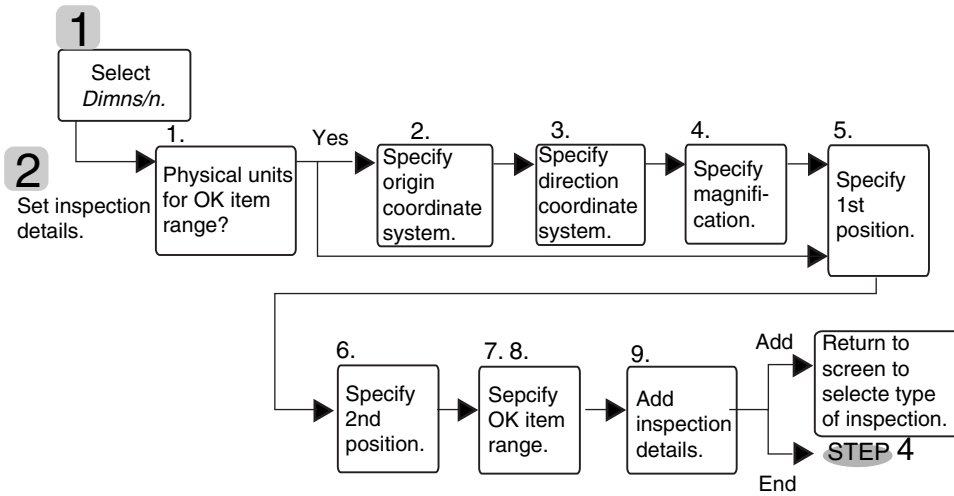 1
Select
Dimns/n.
2
Set inspection
details.
1.
Physical units
for OK item
range?
Yes
2.
Specify
origin
coordinate
system.
3.
Specify
direction
coordinate
system.
4.
Specify
magnifi-
cation.
5.
Specify
1st
position.
6.
Specify
2nd
position.
7. 8.
Sepcify
OK item
range.
9.
Add
inspection
details.
Add
Return to
screen to
selecte type
of inspection.
STEP 4
End